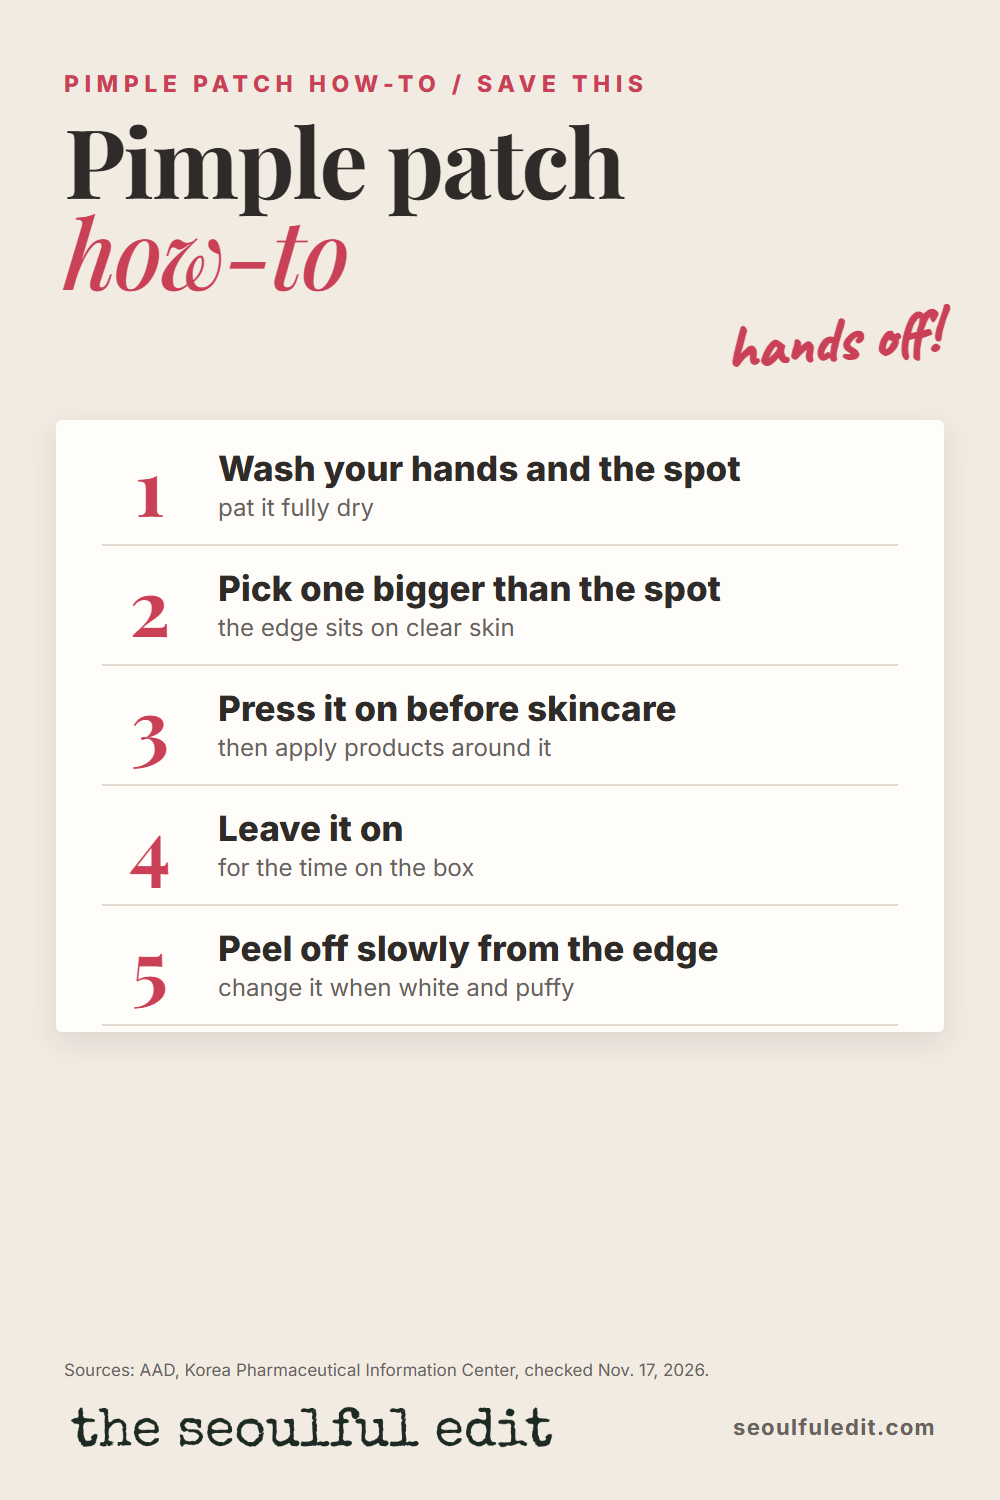 PIMPLE PATCH HOW-TO / SAVE THIS
Pimple patch
how-to
hands off!
1
Wash your hands and the spot
pat it fully dry
2
Pick one bigger than the spot
the edge sits on clear skin
3
Press it on before skincare
then apply products around it
4
Leave it on
for the time on the box
5
Peel off slowly from the edge
change it when white and puffy
Sources: AAD, Korea Pharmaceutical Information Center, checked Nov. 17, 2026.
the seoulful edit
seoulfuledit.com